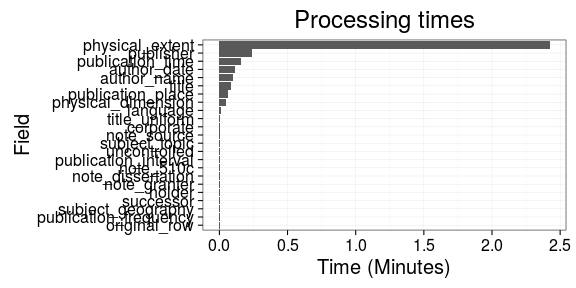 Processing times
physical_extent
publisher
publication_time
author_date
author_name
title
publication_place
physical_dimension
language
title_uniform
corporate
note_source
subject_topic
uncontrolled
publication_interval
note_510c
note_dissertation
note_granter
holder
successor
subject_geography
publication_frequency
original_row
Field
0.0 0.5 1.0 1.5 2.0 2.5
Time (Minutes)